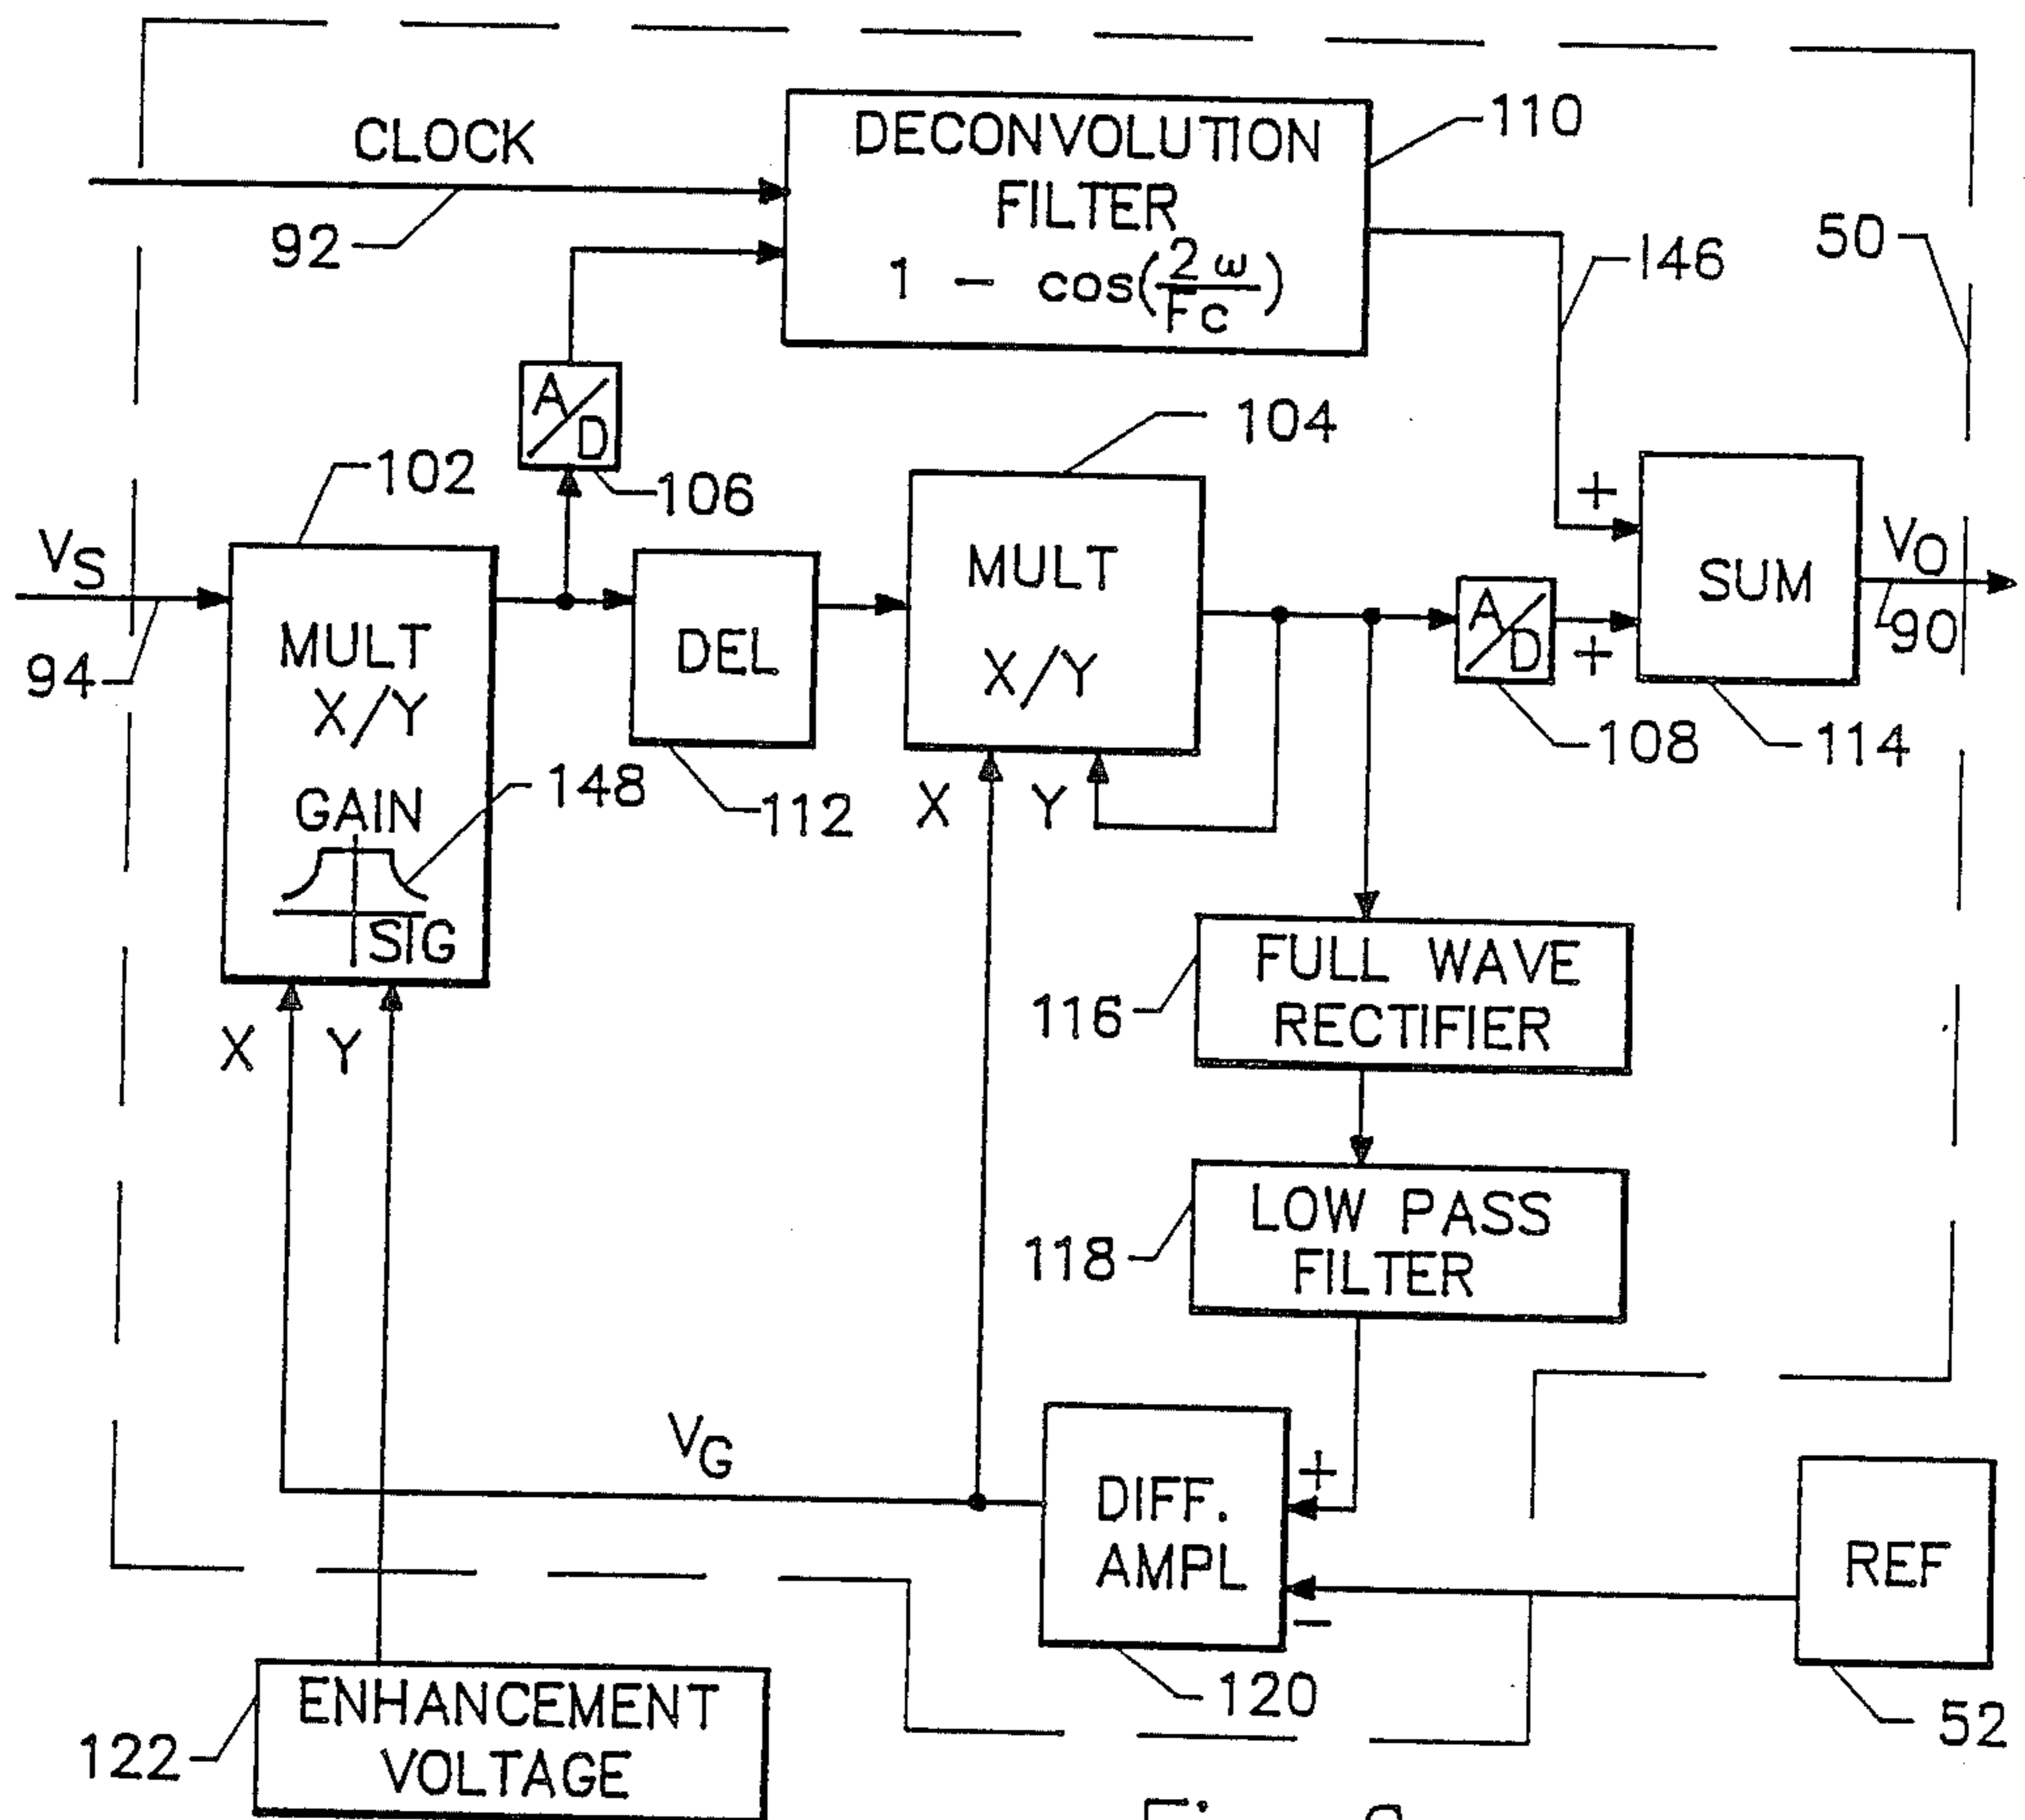 CLOCK
92
DECONVOLUTION
FILTER
1 - cos(2ω/Fc)
110
146
50
A/D
106
102
104
VS
94
MULT
X/Y
GAIN
148
SIG
X Y
DEL
112
MULT
X/Y
X Y
A/D
108
+
+
SUM
114
VO
90
FULL WAVE
RECTIFIER
116
LOW PASS
FILTER
118
VG
DIFF.
AMPL
+
-
120
REF
52
ENHANCEMENT
VOLTAGE
122